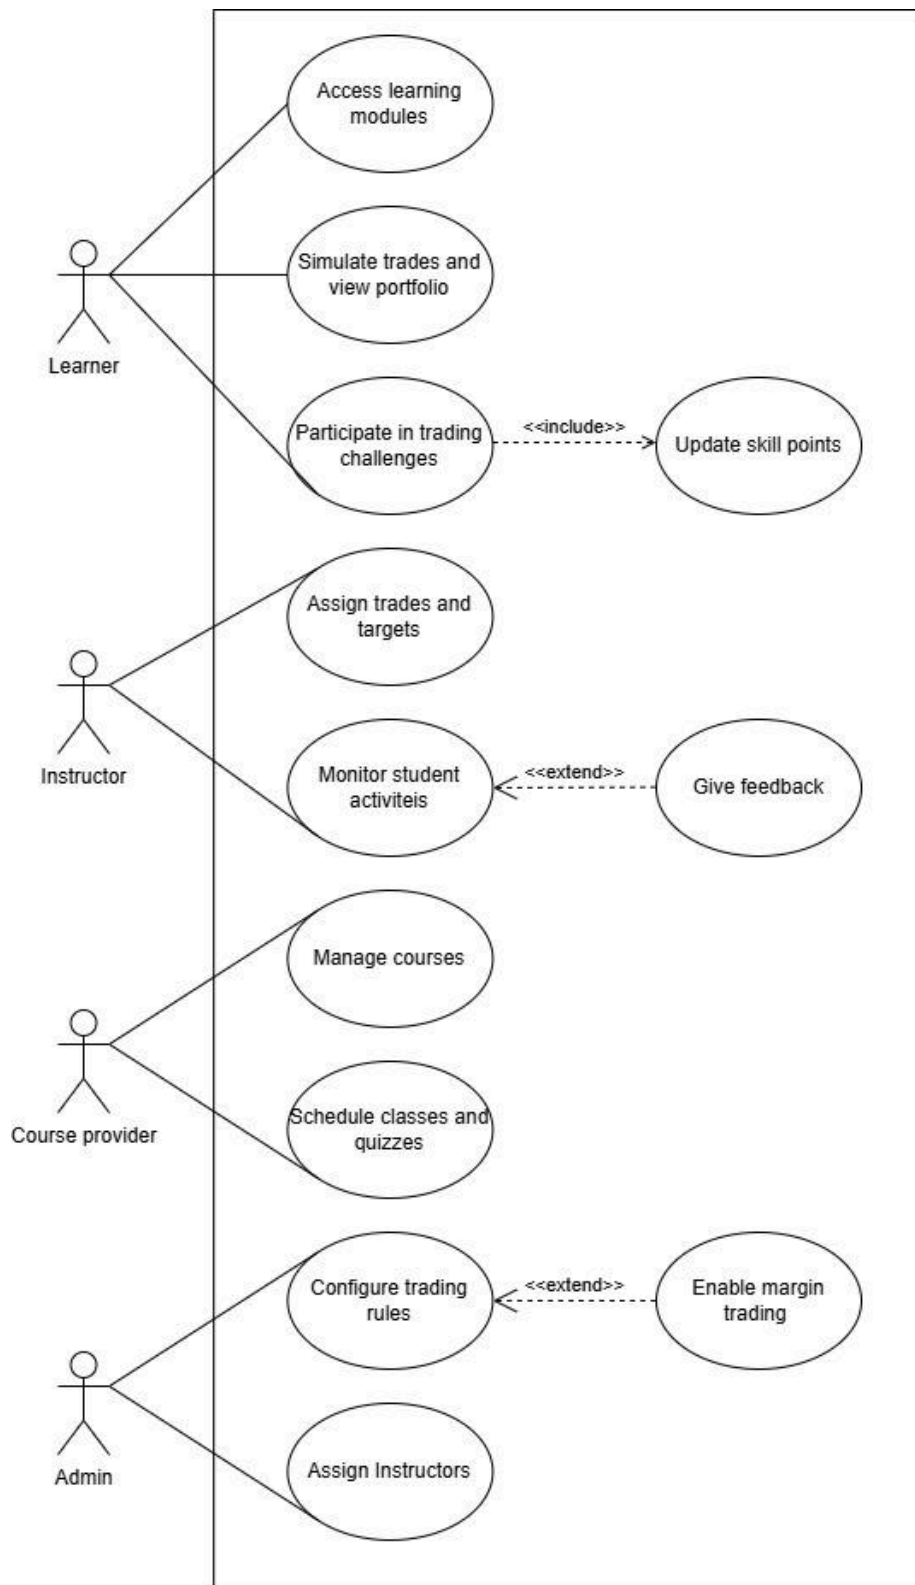 Access learning
modules
Simulate trades and
view portfolio
Learner
Participate in trading
challenges
<<include>>
Update skill points
Assign trades and
targets
Instructor
Monitor student
activiteis
<<extend>>
Give feedback
Manage courses
Course provider
Schedule classes and
quizzes
Configure trading
rules
<<extend>>
Enable margin
trading
Admin
Assign Instructors